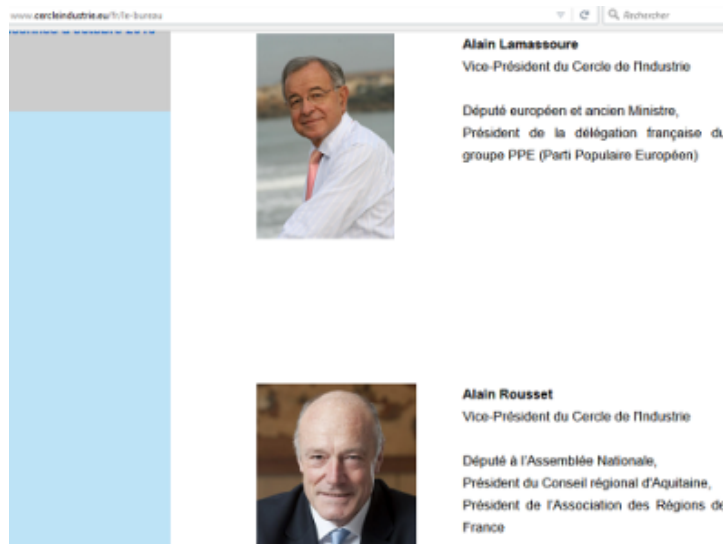 www.cercleindustrie.eu/fr/le-bureau
Rechercher
octobre
Alain Lamassoure
Vice-Président du Cercle de l'Industrie
Député européen et ancien Ministre,
Président de la délégation française du
groupe PPE (Parti Populaire Européen)
Alain Rousset
Vice-Président du Cercle de l'Industrie
Député à l'Assemblée Nationale,
Président du Conseil régional d'Aquitaine,
Président de l'Association des Régions de
France